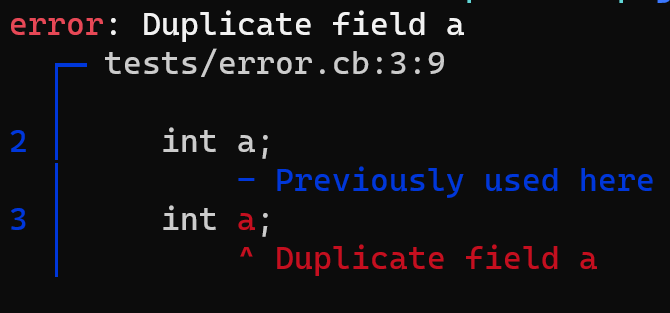 error: Duplicate field a
tests/error.cb:3:9
2 int a;
- Previously used here
3 int a;
^ Duplicate field a